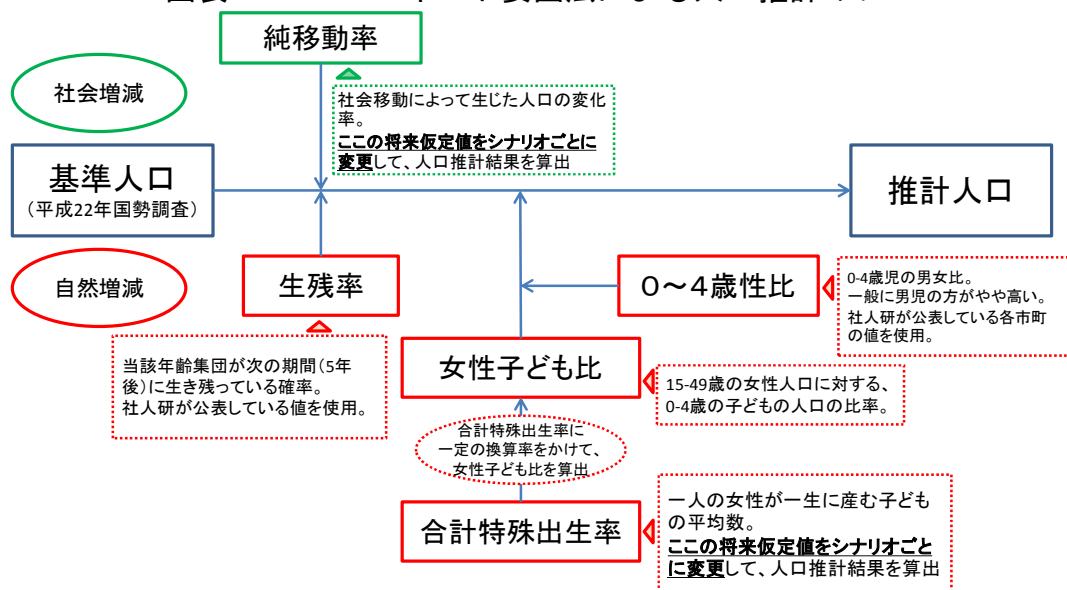 純移動率
社会増減
社会移動によって生じた人口の変化
率。
ここの将来仮定値をシナリオごとに
変更して、人口推計結果を算出
基準人口
(平成22年国勢調査)
推計人口
自然増減
生残率
0~4歳性比
0-4歳児の男女比。
一般に男児の方がやや高い。
社人研が公表している各市町
の値を使用。
当該年齢集団が次の期間(5年
後)に生き残っている確率。
社人研が公表している値を使用。
女性子ども比
15-49歳の女性人口に対する、
0-4歳の子どもの人口の比率。
合計特殊出生率に
一定の換算率をかけて、
女性子ども比を算出
合計特殊出生率
一人の女性が一生に産む子ども
の平均数。
ここの将来仮定値をシナリオごと
に変更して、人口推計結果を算出